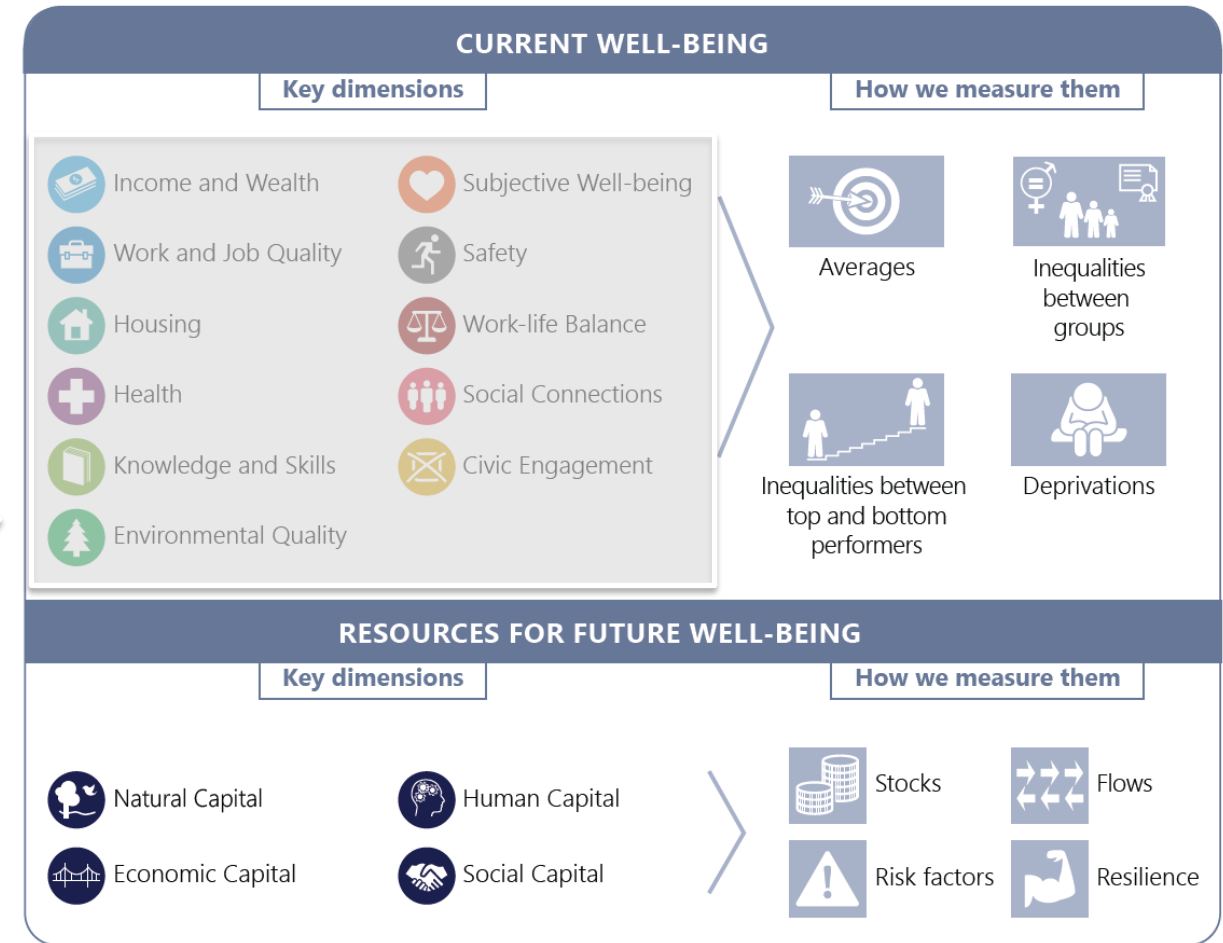 CURRENT WELL-BEING
Key dimensions
How we measure them
Income and Wealth
Subjective Well-being
Work and Job Quality
Safety
Housing
Work-life Balance
Health
Social Connections
Knowledge and Skills
Civic Engagement
Environmental Quality
Averages
Inequalities
between
groups
Inequalities between
top and bottom
performers
Deprivations
RESOURCES FOR FUTURE WELL-BEING
Key dimensions
How we measure them
Natural Capital
Human Capital
Economic Capital
Social Capital
Stocks
Flows
Risk factors
Resilience